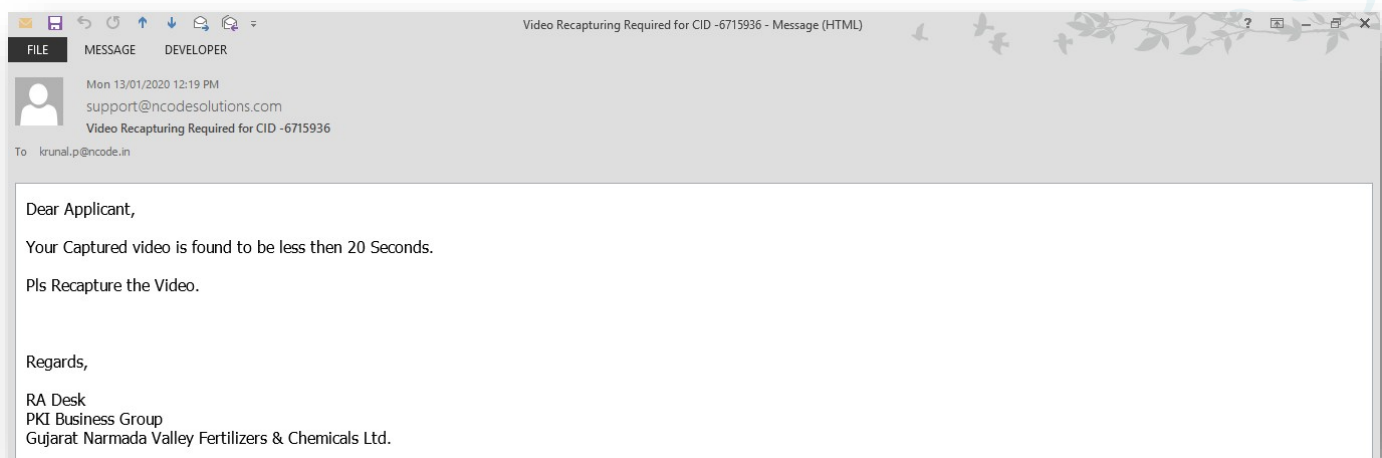 Video Recapturing Required for CID -6715936 - Message (HTML)
FILE MESSAGE DEVELOPER
Mon 13/01/2020 12:19 PM
support@ncodesolutions.com
Video Recapturing Required for CID -6715936
To krunal.p@ncode.in
Dear Applicant,
Your Captured video is found to be less then 20 Seconds.
Pls Recapture the Video.
Regards,
RA Desk
PKI Business Group
Gujarat Narmada Valley Fertilizers & Chemicals Ltd.